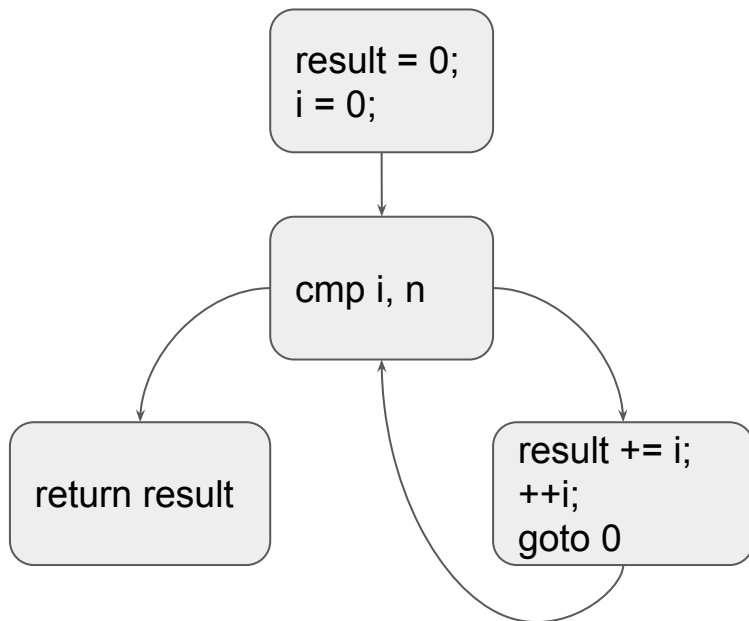 result = 0;
i = 0;
cmp i, n
return result
result += i;
++i;
goto 0